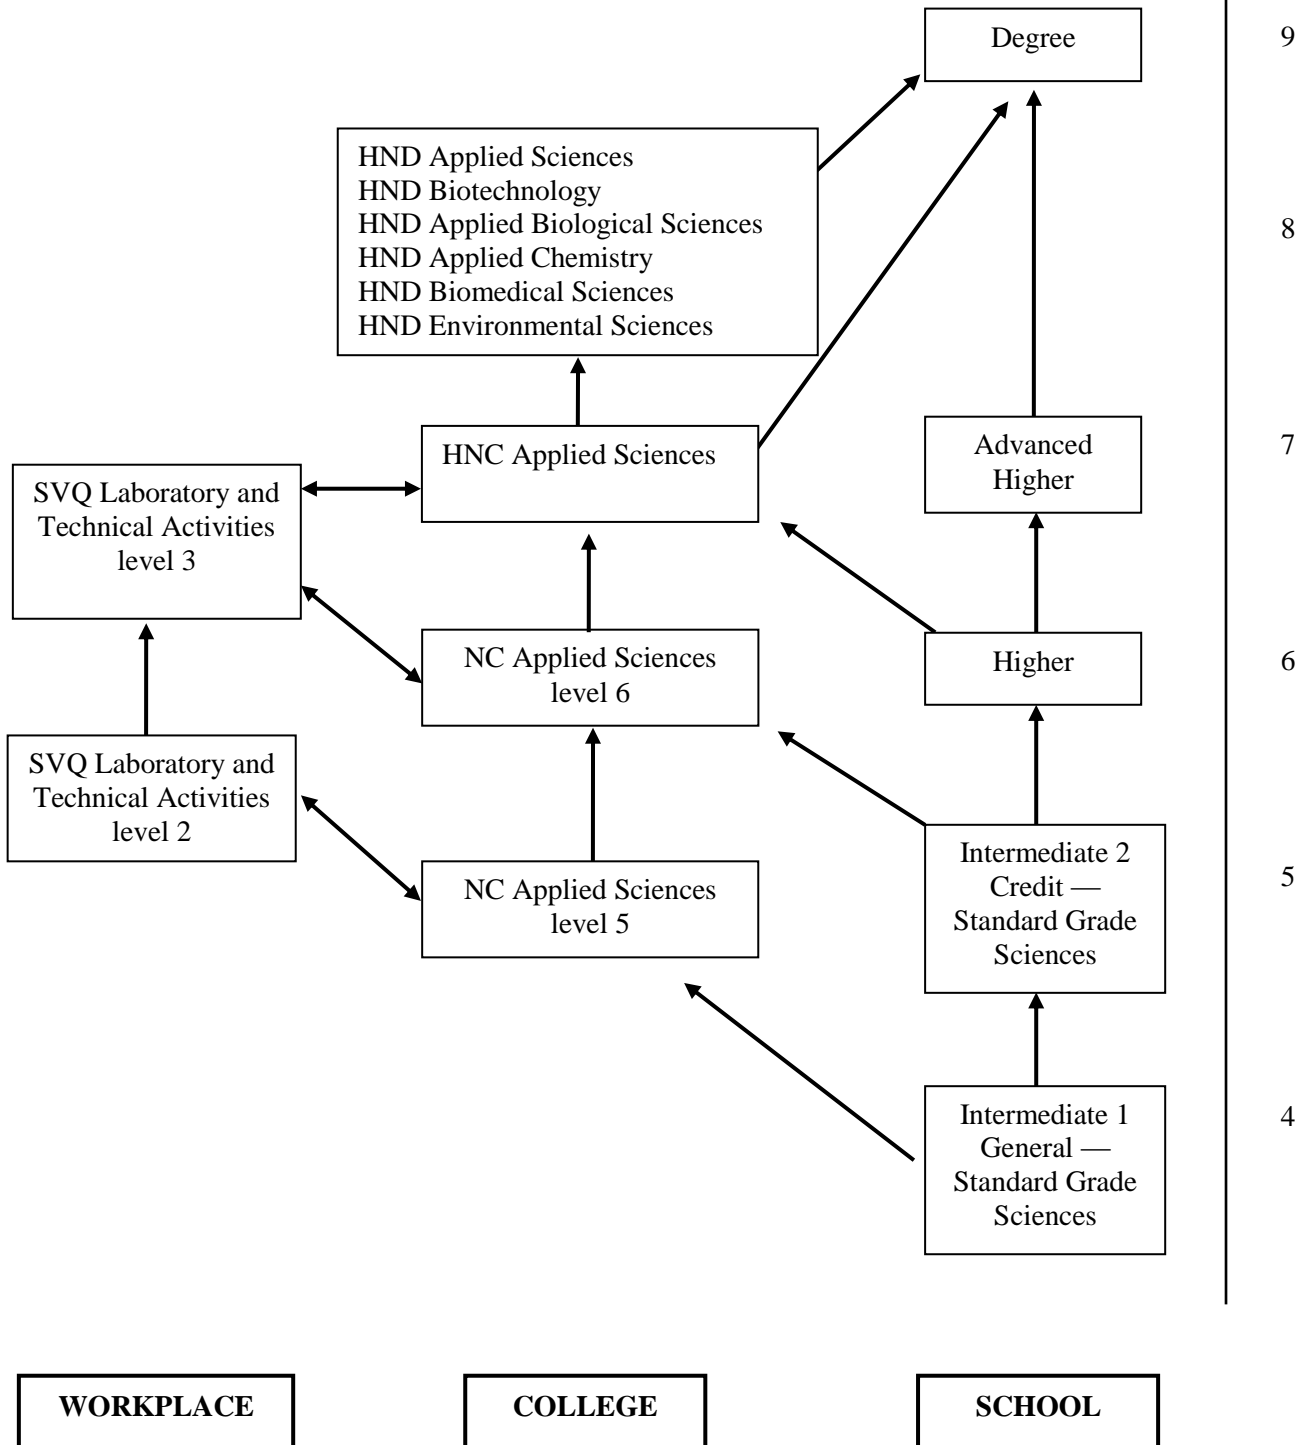 Degree
9
HND Applied Sciences
HND Biotechnology
HND Applied Biological Sciences
HND Applied Chemistry
HND Biomedical Sciences
HND Environmental Sciences
8
HNC Applied Sciences
Advanced
Higher
7
SVQ Laboratory and
Technical Activities
level 3
NC Applied Sciences
level 6
Higher
6
SVQ Laboratory and
Technical Activities
level 2
NC Applied Sciences
level 5
Intermediate 2
Credit —
Standard Grade
Sciences
5
Intermediate 1
General —
Standard Grade
Sciences
4
WORKPLACE
COLLEGE
SCHOOL